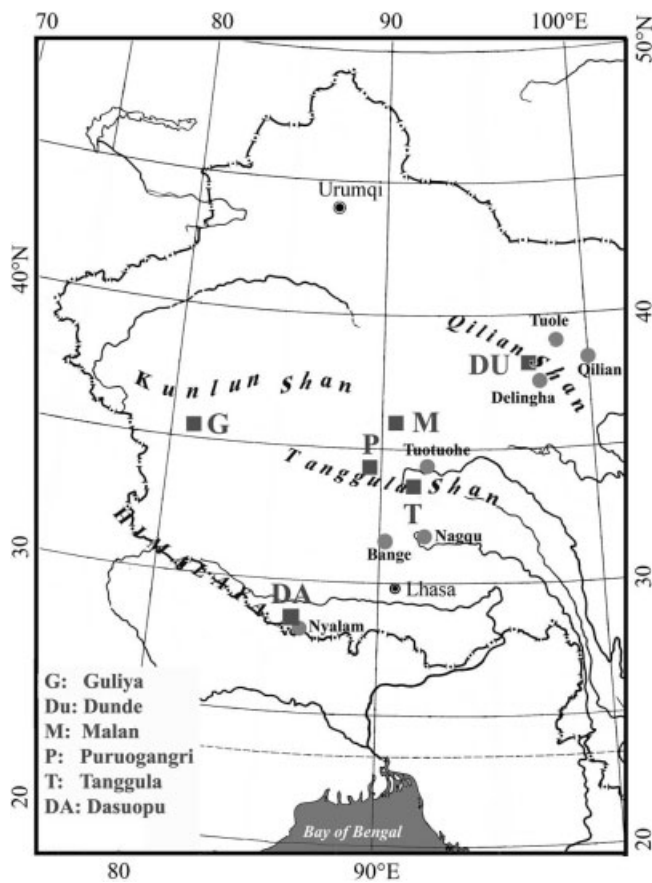 70 80 90 100°E
50°N
Urumqi
40°N
40
Qilian Shan
Tuole
DU
Qilian
Delingha
Kunlun Shan
G
M
P
Tuotuohe
Tanggula Shan
T
Nagqu
Bange
30
30
HIMALAYA
Lhasa
DA
Nyalam
G: Guliya
Du: Dunde
M: Malan
P: Puruogangri
T: Tanggula
DA: Dasuopu
20
20
Bay of Bengal
80 90°E